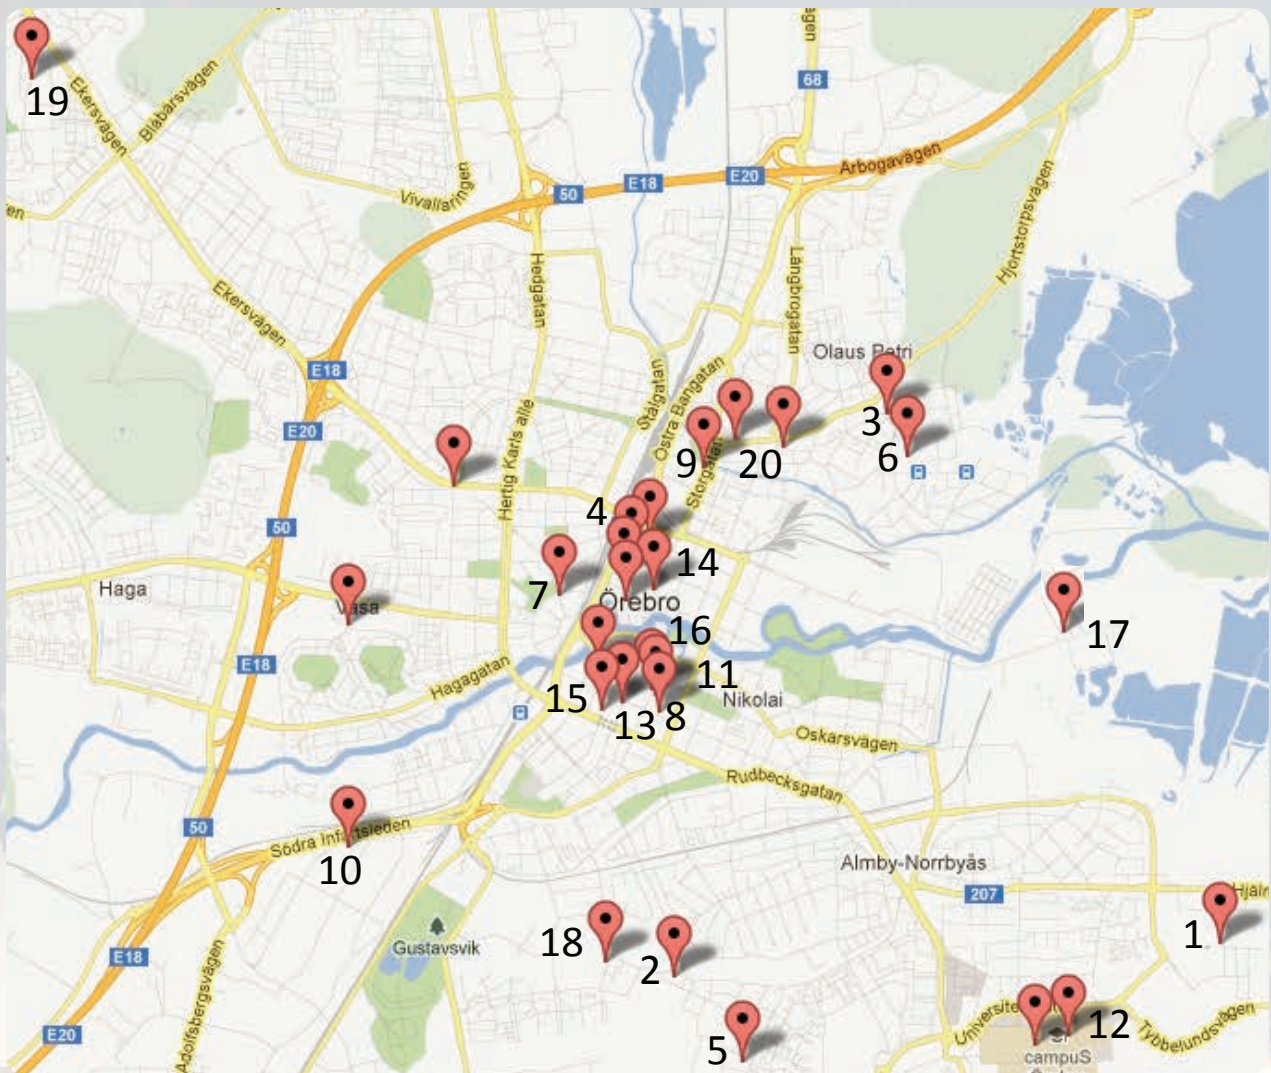 19
Ekersvägen
Blåbärsvägen
68
Vivallaringen
50
E18
E20
Arbogavägen
Hjortstorpsvägen
Hedgatan
Långbrogatan
Ekersvägen
E18
Olaus Petri
Stålgatan
Östra Bangatan
3
E20
Hertig Karls allé
9
Storgatan
20
6
4
50
14
Haga
7
Vasa
Örebro
16
17
E18
Hagagatan
15
11
Nikolai
13
8
Oskarsvägen
Rudbecksgatan
50
Södra Infartsleden
10
Almby-Norrbyås
207
Gustavsvik
18
2
1
E18
Adolfsbergsvägen
5
12
Tybbelundsvägen
E20
campuS